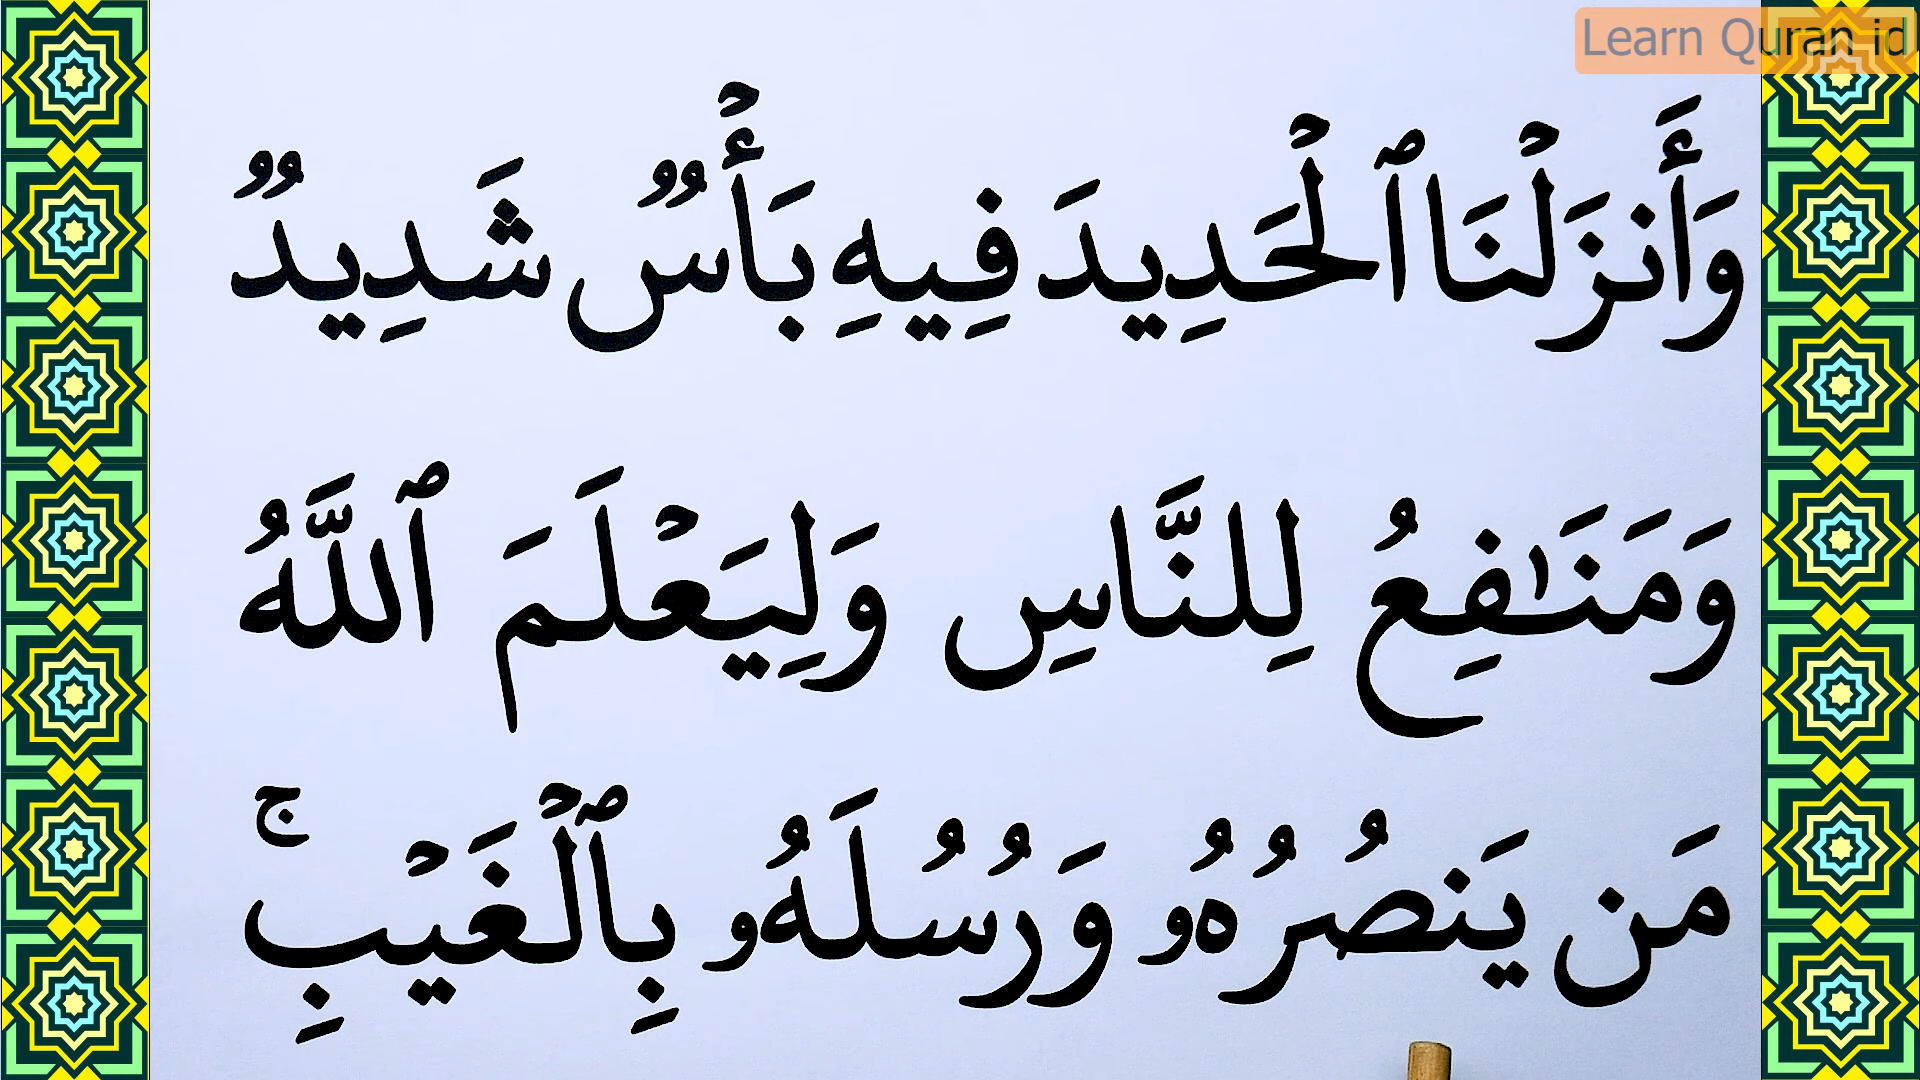 Learn Quran id
وَأَنزَلْنَا ٱلْحَدِيدَ فِيهِ بَأْسٌ شَدِيدٌ
وَمَنَـٰفِعُ لِلنَّاسِ وَلِيَعْلَمَ ٱللَّهُ
مَن يَنصُرُهُۥ وَرُسُلَهُۥ بِٱلْغَيْبِ ۚ